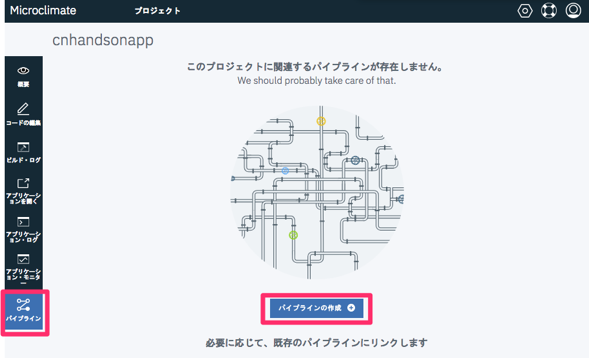 Microclimate
プロジェクト
cnhandsonapp
このプロジェクトに関連するパイプラインが存在しません。
We should probably take care of that.
概要
コードの編集
ビルド・ログ
アプリケーション
を開く
アプリケーシ
ョン・ログ
アプリケーシ
ョン・モニタ
ー
パイプライン
パイプラインの作成
必要に応じて、既存のパイプラインにリンクします